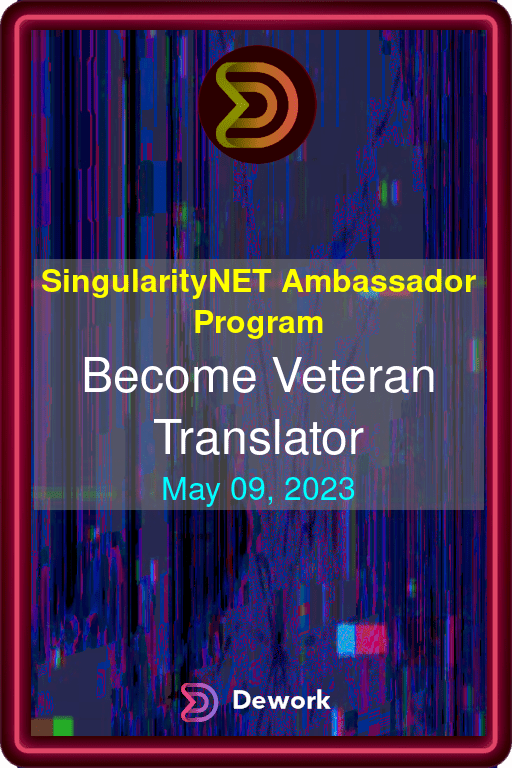 SingularityNET Ambassador
Program
Become Veteran
Translator
May 09, 2023
Dework